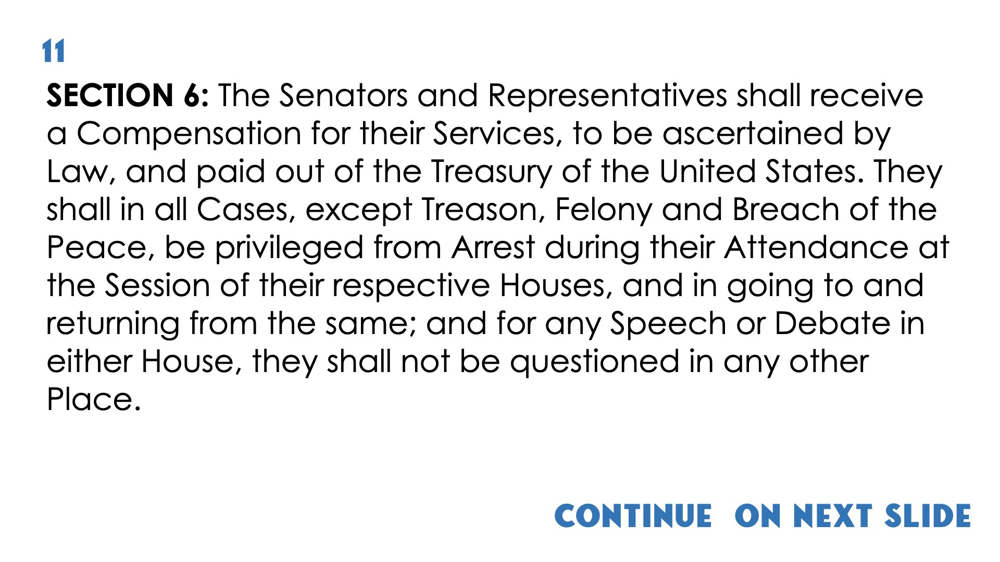 11
SECTION 6: The Senators and Representatives shall receive
a Compensation for their Services, to be ascertained by
Law, and paid out of the Treasury of the United States. They
shall in all Cases, except Treason, Felony and Breach of the
Peace, be privileged from Arrest during their Attendance at
the Session of their respective Houses, and in going to and
returning from the same; and for any Speech or Debate in
either House, they shall not be questioned in any other
Place.
CONTINUE ON NEXT SLIDE